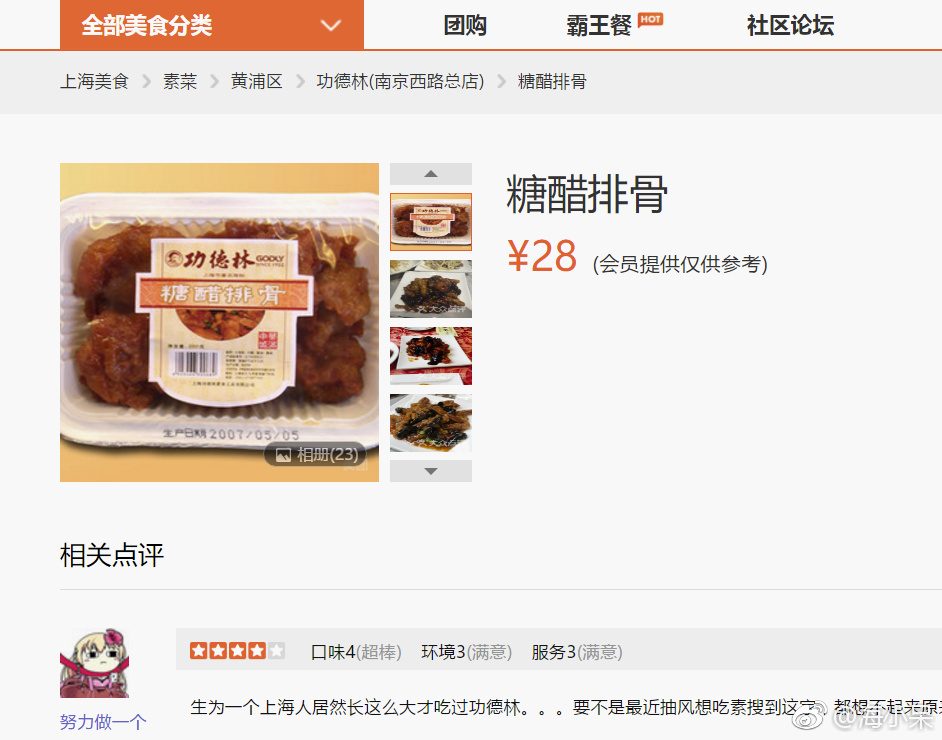 全部美食分类
团购
霸王餐 HOT
社区论坛
上海美食 > 素菜 > 黄浦区 > 功德林(南京西路总店) > 糖醋排骨
糖醋排骨
¥28 (会员提供仅供参考)
功德林 GODLY
糖醋排骨
生产日期 2007/05/05
相册(23)
相关点评
口味4(超棒) 环境3(满意) 服务3(满意)
生为一个上海人居然长这么大才吃过功德林。。。要不是最近抽风想吃素搜到这家，都想不起来原来
努力做一个
@海小呆